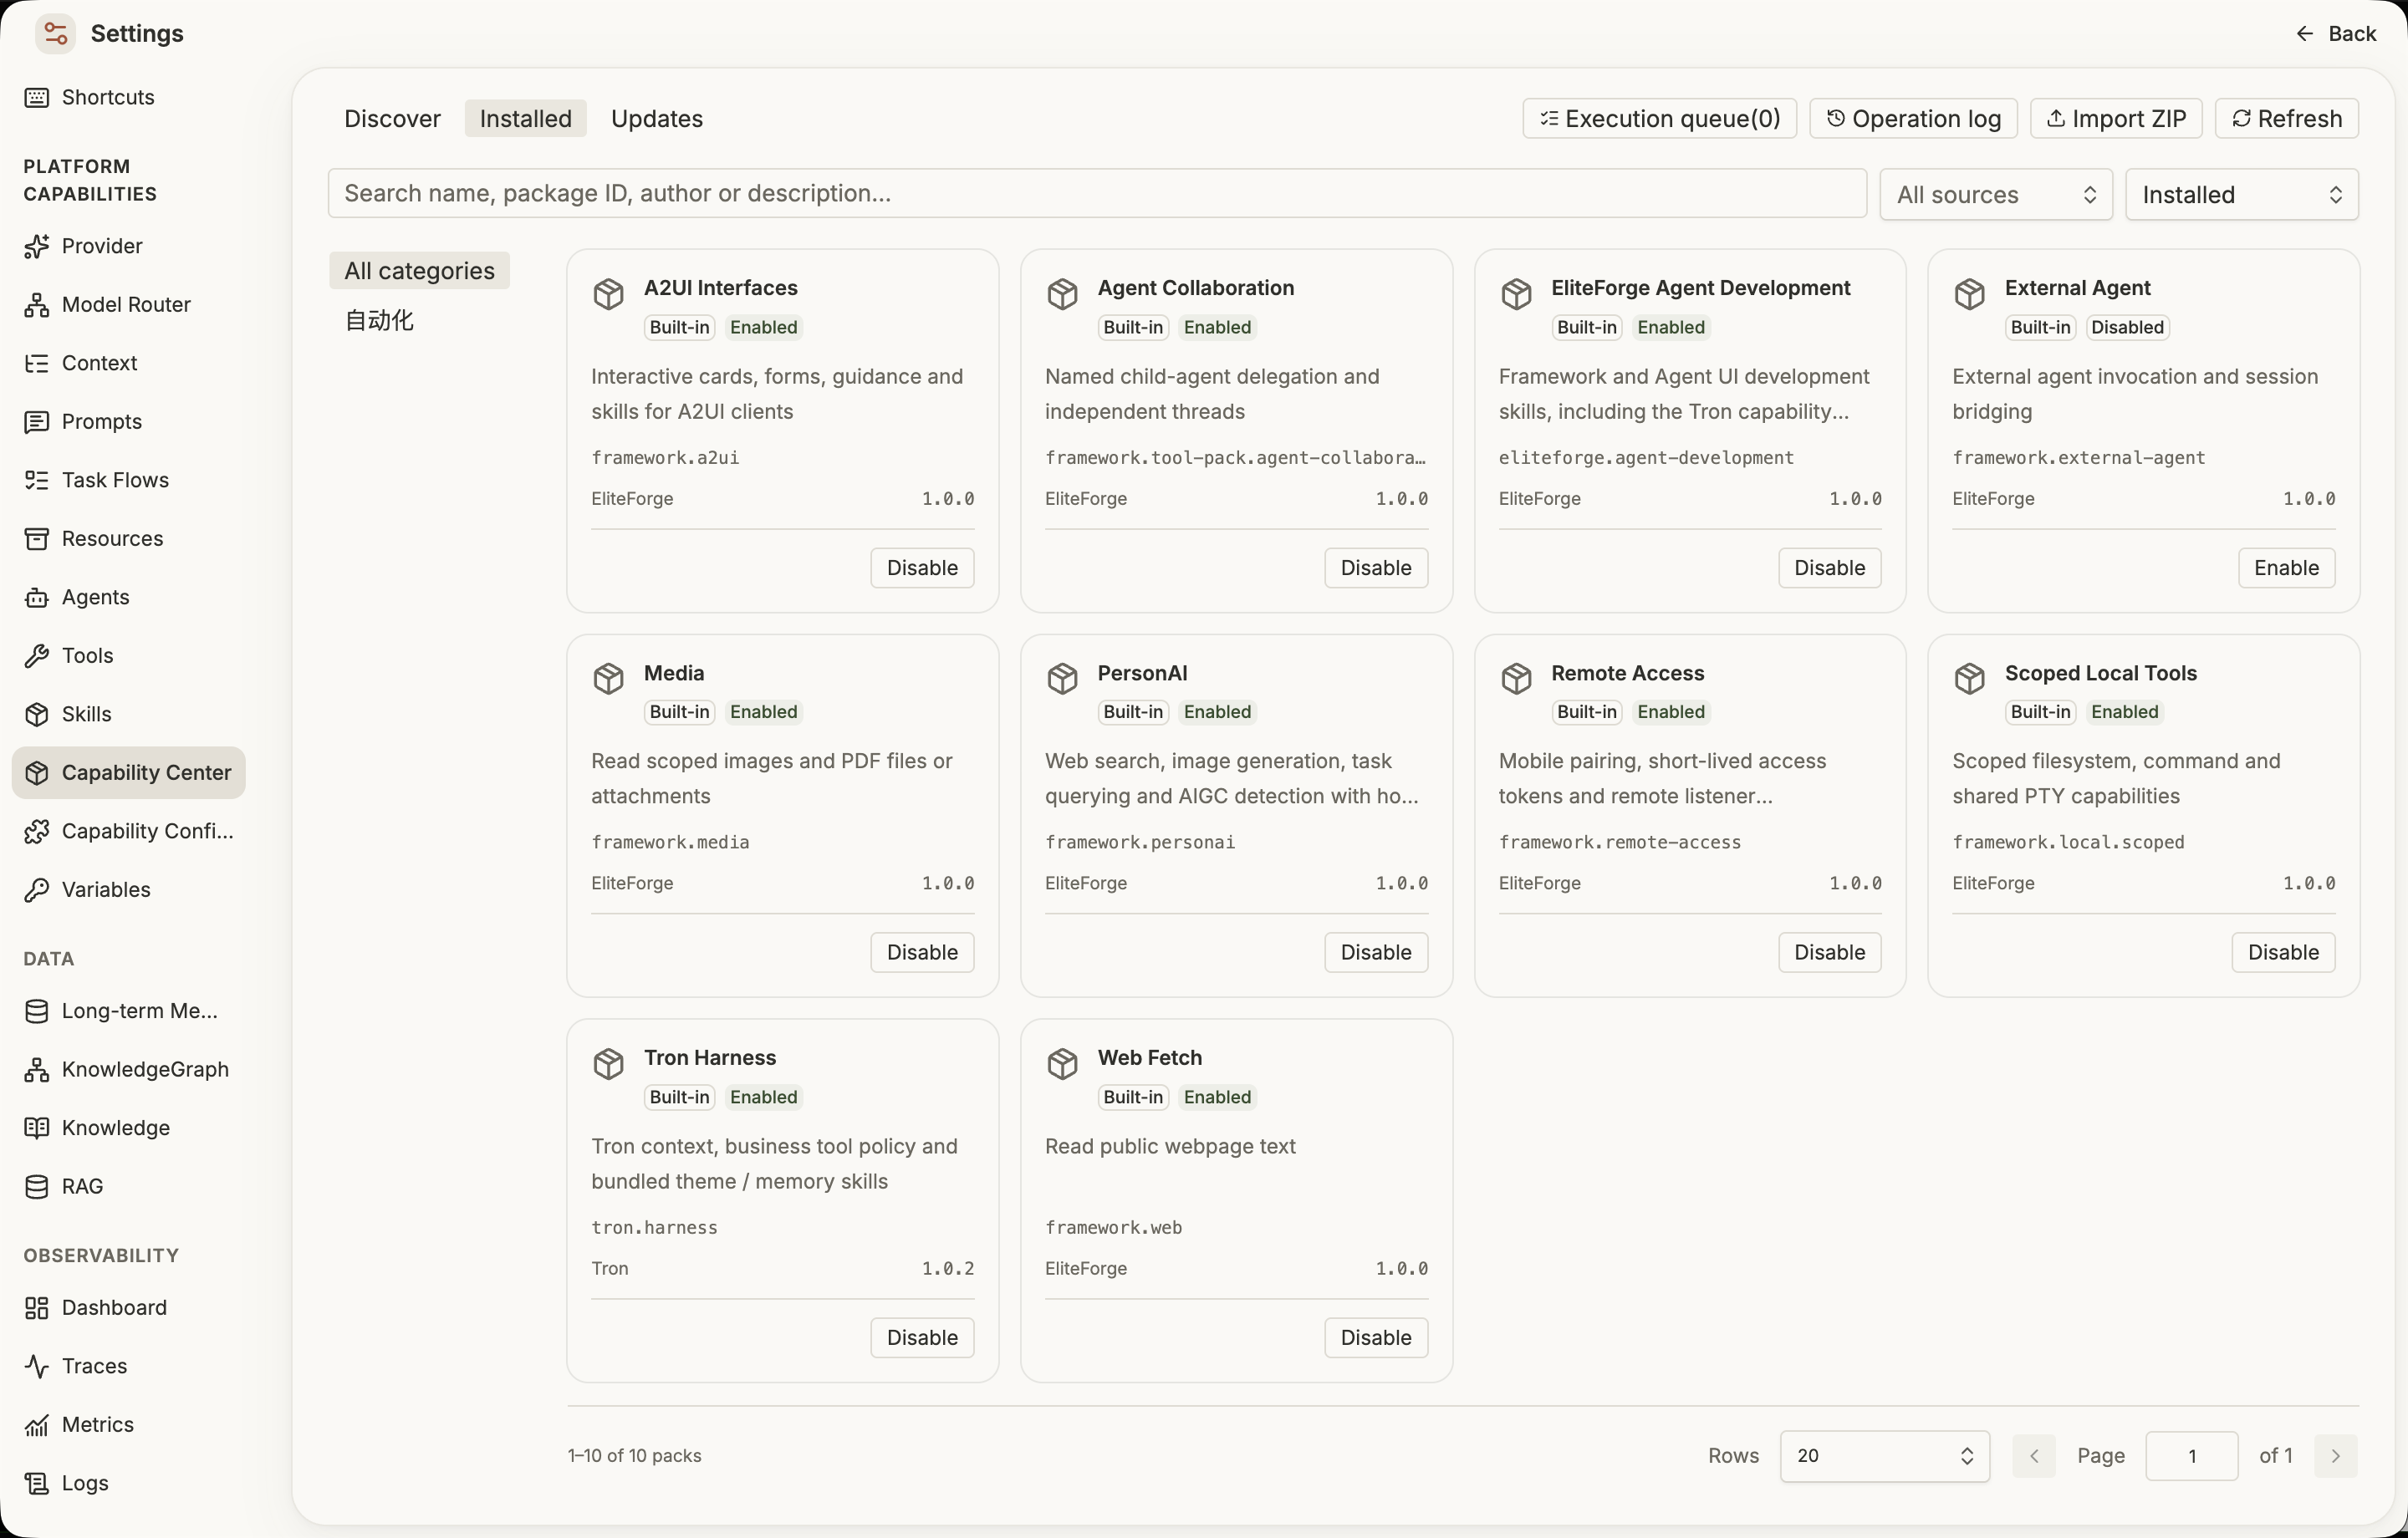 Settings
Back
Shortcuts
PLATFORM
CAPABILITIES
Provider
Model Router
Context
Prompts
Task Flows
Resources
Agents
Tools
Skills
Capability Center
Capability Confi...
Variables
DATA
Long-term Me...
KnowledgeGraph
Knowledge
RAG
OBSERVABILITY
Dashboard
Traces
Metrics
Logs
Discover Installed Updates
Execution queue(0) Operation log Import ZIP Refresh
Search name, package ID, author or description...
All sources
Installed
All categories
自动化
A2UI Interfaces
Built-in Enabled
Interactive cards, forms, guidance and
skills for A2UI clients
framework.a2ui
EliteForge 1.0.0
Disable
Agent Collaboration
Built-in Enabled
Named child-agent delegation and
independent threads
framework.tool-pack.agent-collabora…
EliteForge 1.0.0
Disable
EliteForge Agent Development
Built-in Enabled
Framework and Agent UI development
skills, including the Tron capability...
eliteforge.agent-development
EliteForge 1.0.0
Disable
External Agent
Built-in Disabled
External agent invocation and session
bridging
framework.external-agent
EliteForge 1.0.0
Enable
Media
Built-in Enabled
Read scoped images and PDF files or
attachments
framework.media
EliteForge 1.0.0
Disable
PersonAI
Built-in Enabled
Web search, image generation, task
querying and AIGC detection with ho...
framework.personai
EliteForge 1.0.0
Disable
Remote Access
Built-in Enabled
Mobile pairing, short-lived access
tokens and remote listener...
framework.remote-access
EliteForge 1.0.0
Disable
Scoped Local Tools
Built-in Enabled
Scoped filesystem, command and
shared PTY capabilities
framework.local.scoped
EliteForge 1.0.0
Disable
Tron Harness
Built-in Enabled
Tron context, business tool policy and
bundled theme / memory skills
tron.harness
Tron 1.0.2
Disable
Web Fetch
Built-in Enabled
Read public webpage text
framework.web
EliteForge 1.0.0
Disable
1–10 of 10 packs
Rows 20 Page 1 of 1